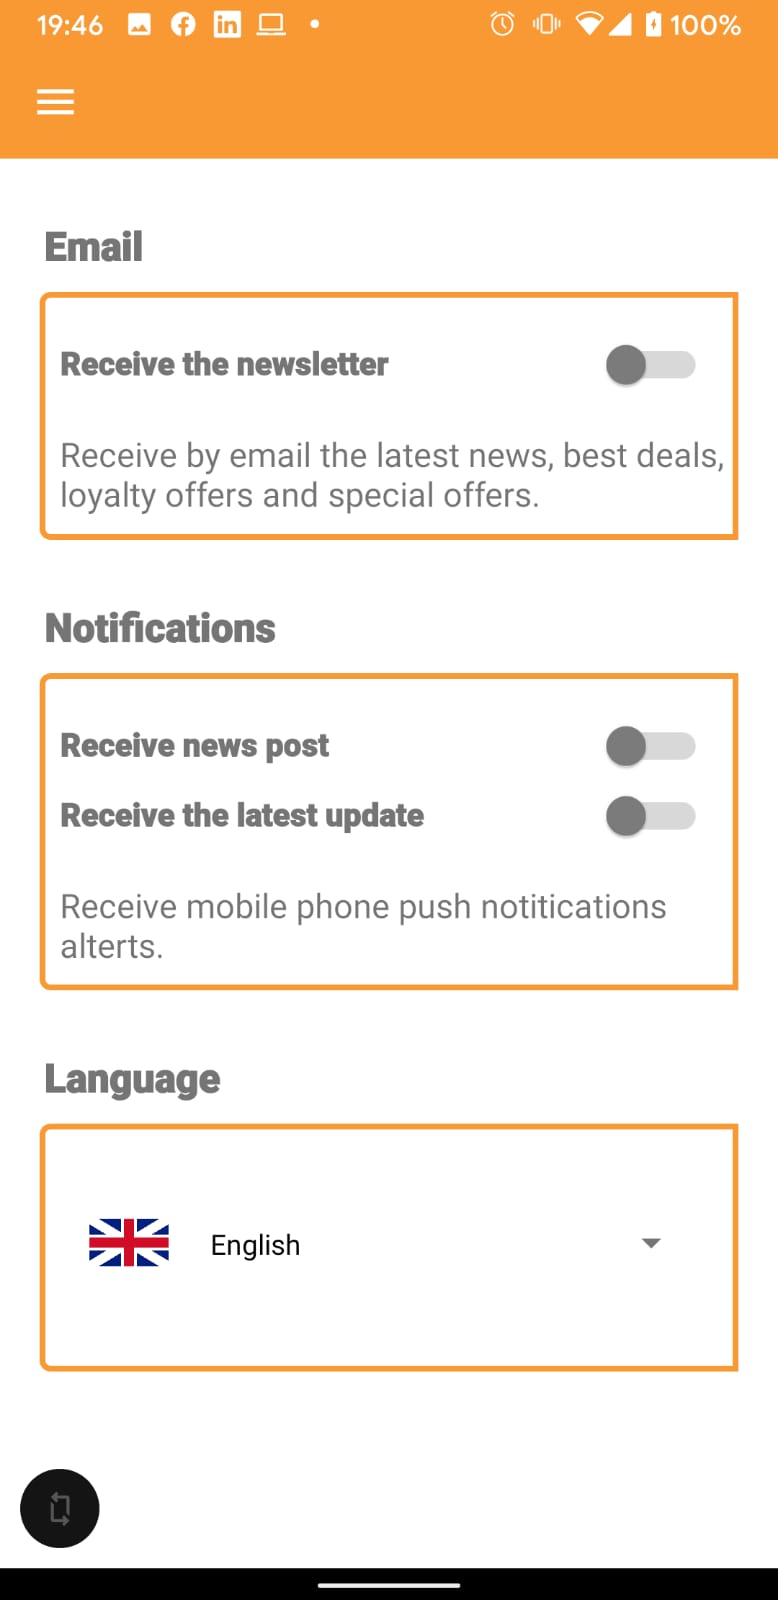 19:46 in 100%
Email
Receive the newsletter
Receive by email the latest news, best deals,
loyalty offers and special offers.
Notifications
Receive news post
Receive the latest update
Receive mobile phone push notitications
alterts.
Language
English